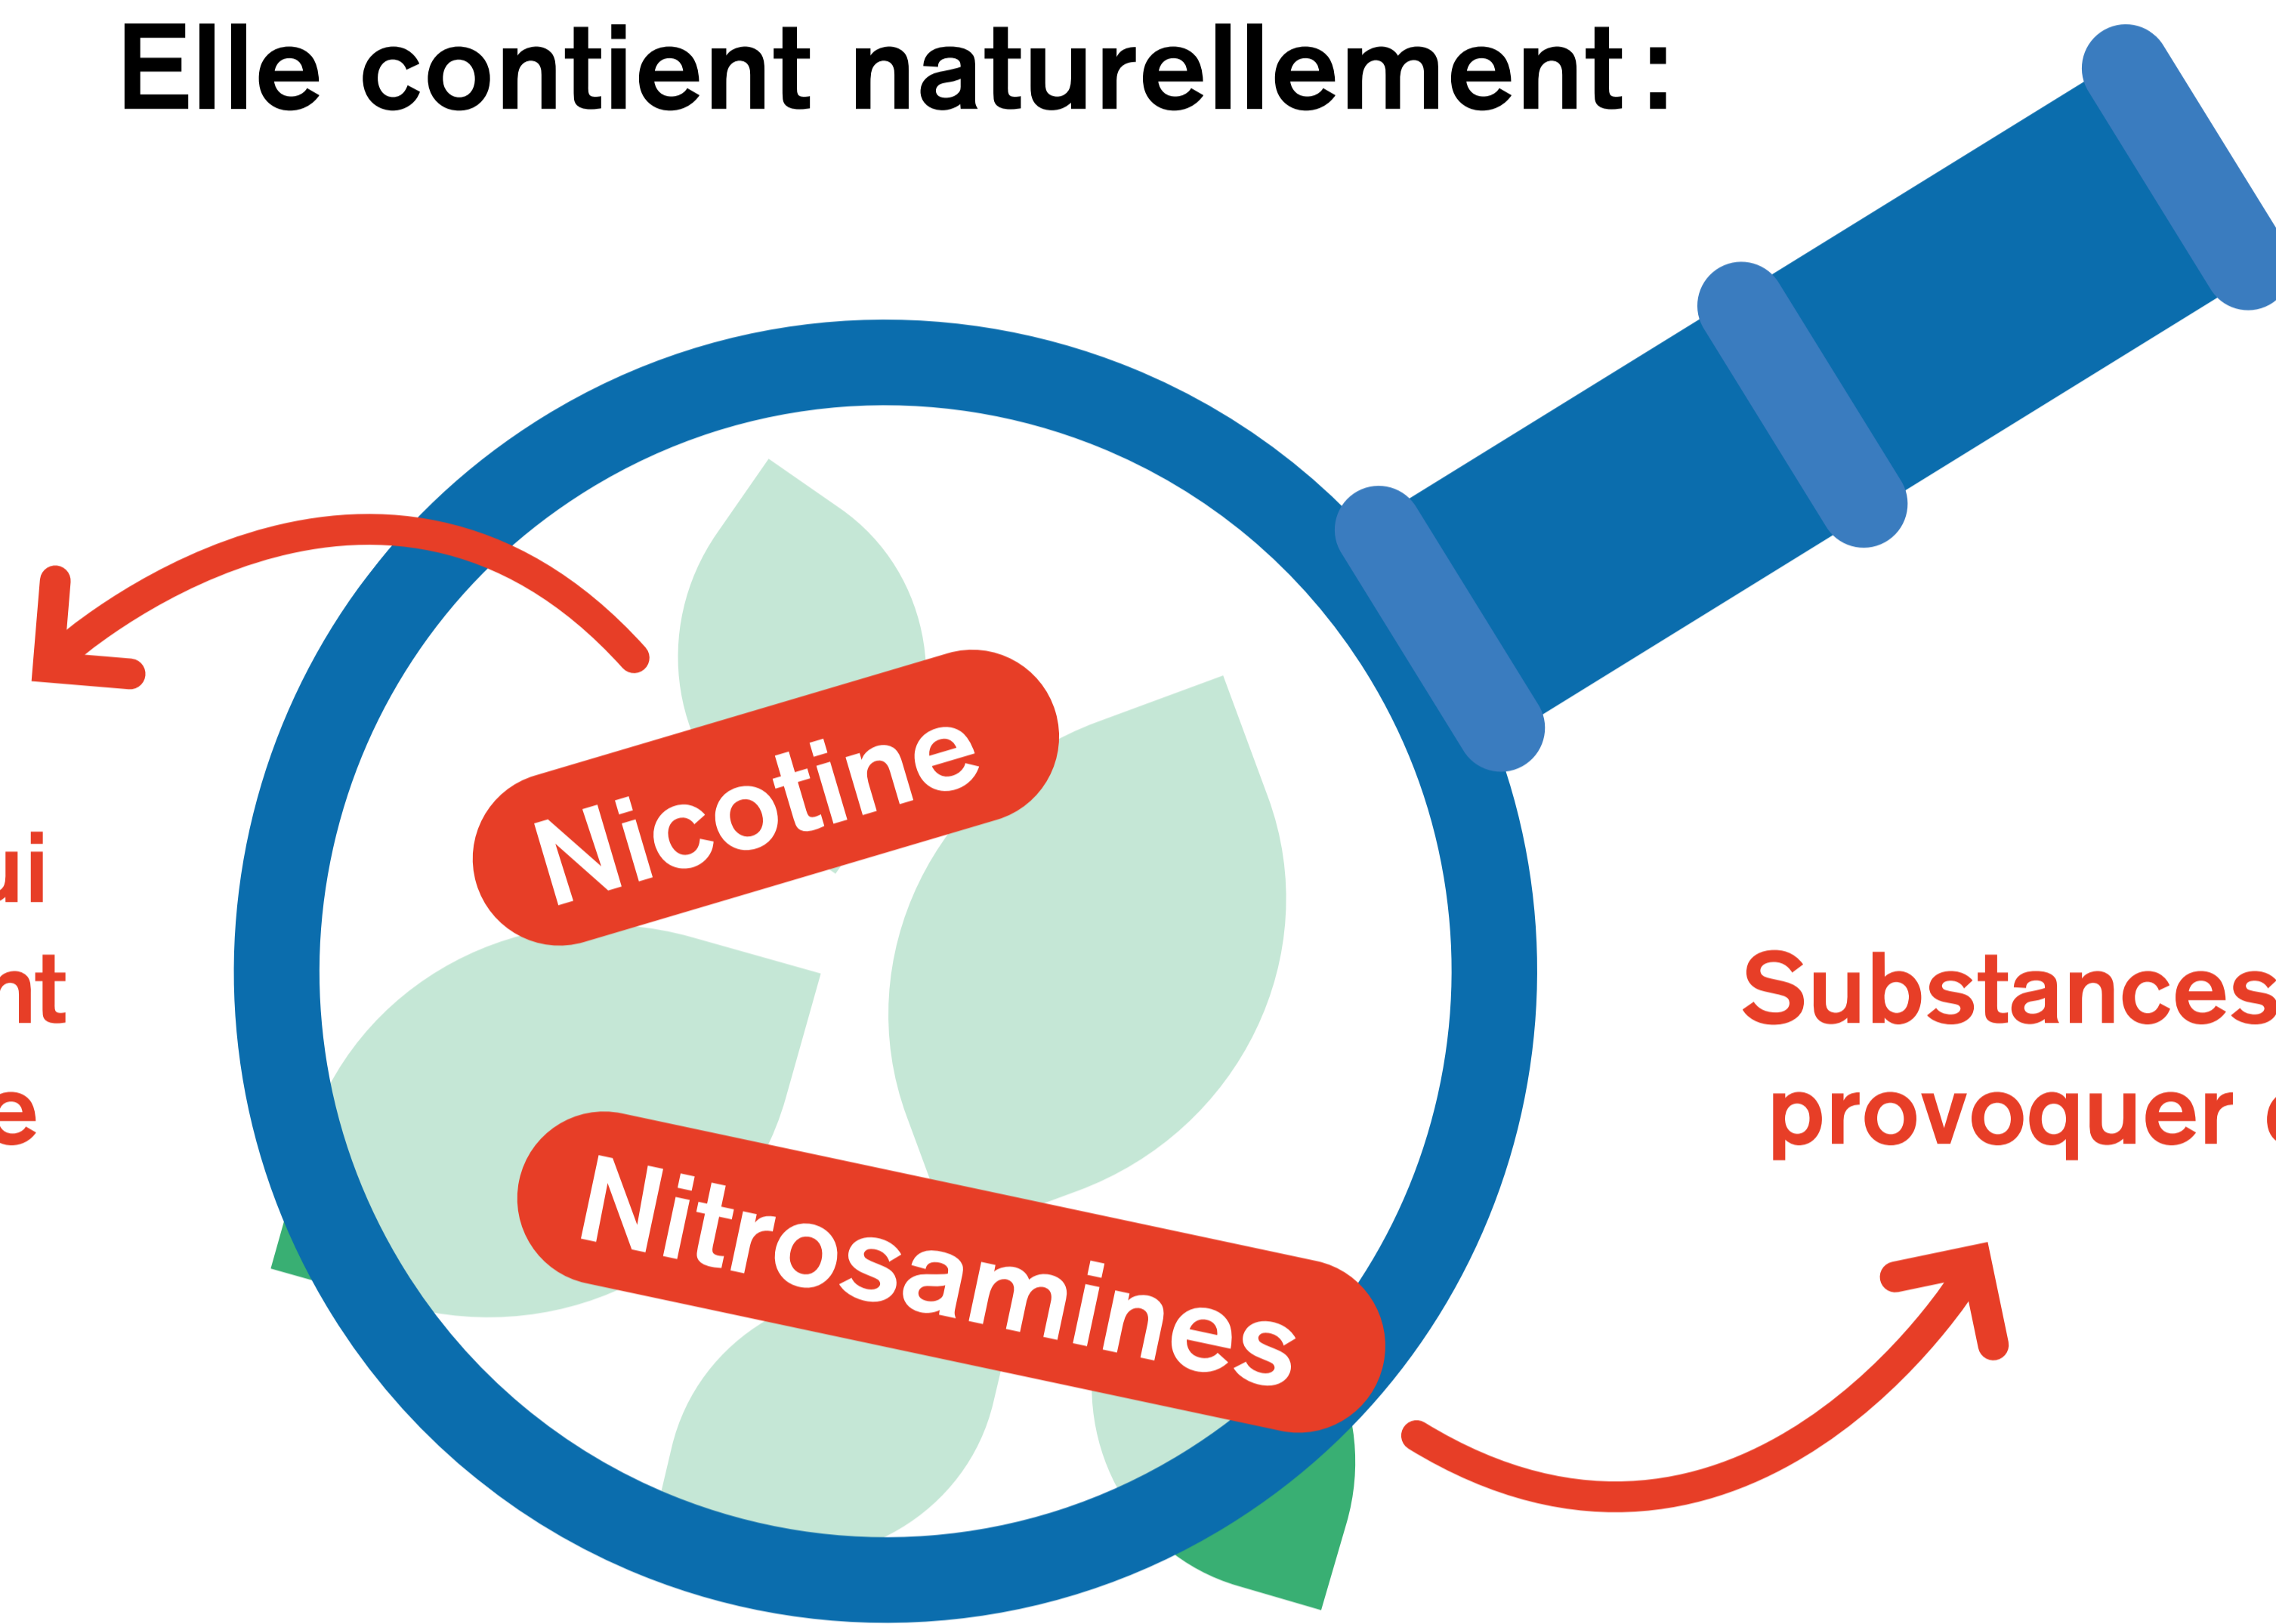 Elle contient naturellement :
Nicotine
Nitrosamines
Substances
provoquer